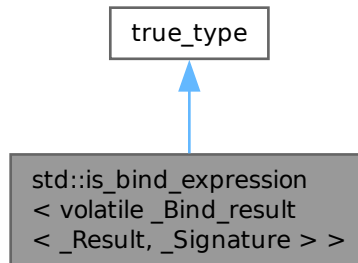 true_type
std::is_bind_expression
< volatile _Bind_result
< _Result, _Signature > >